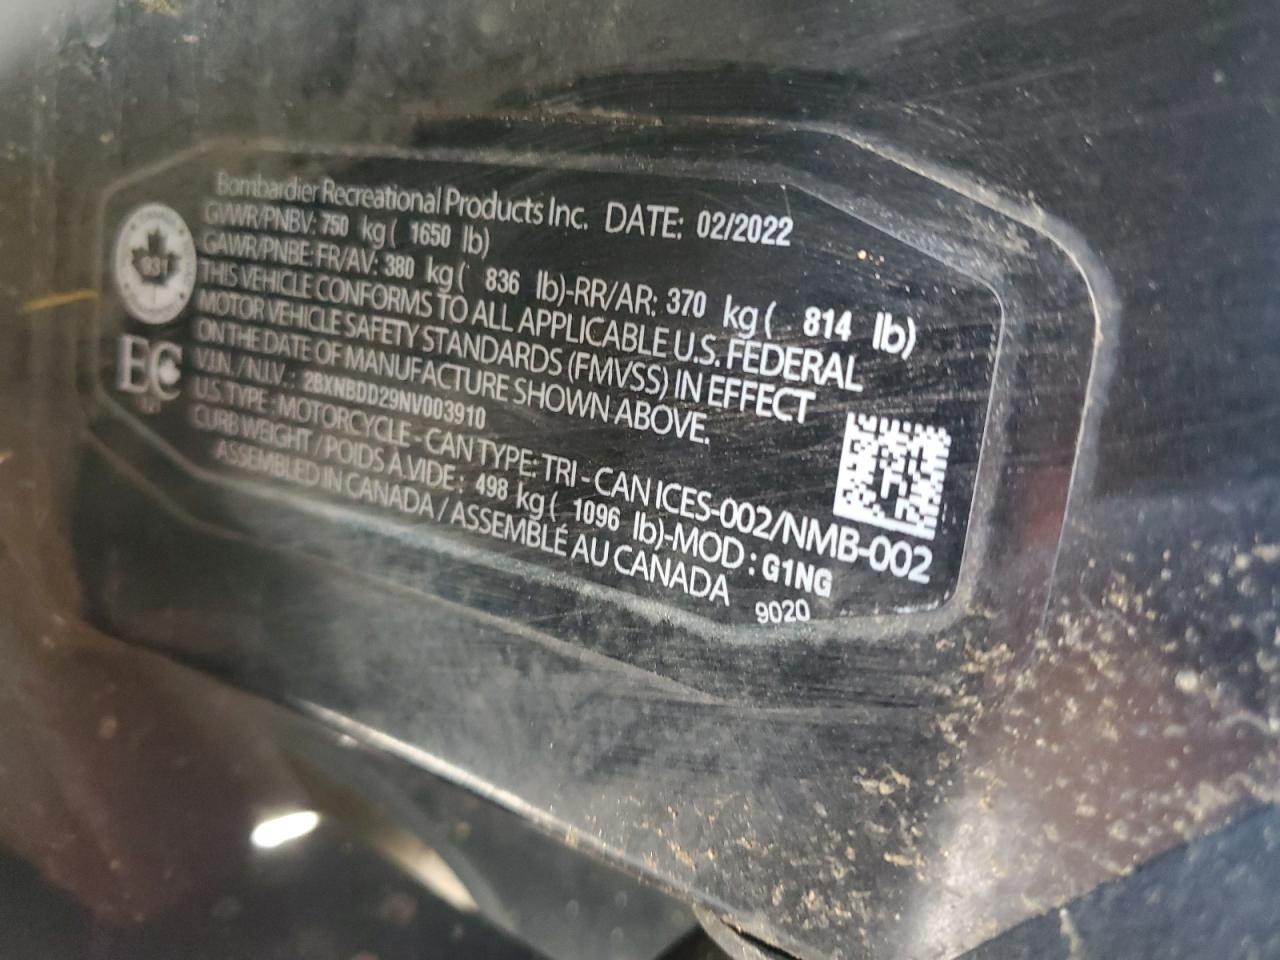 Bombardier Recreational Products Inc. DATE: 02/2022
GVWR/PNBV: 750 kg( 1650 lb)
GAWR/PNBE: FR/AV: 380 kg( 836 lb)-RR/AR: 370 kg( 814 lb)
THIS VEHICLE CONFORMS TO ALL APPLICABLE U.S. FEDERAL
MOTOR VEHICLE SAFETY STANDARDS (FMVSS) IN EFFECT
ON THE DATE OF MANUFACTURE SHOWN ABOVE.
V.I.N. /N.I.V. : 2BXNBDD29NV003910
U.S. TYPE : MOTORCYCLE - CAN TYPE: TRI - CAN ICES-002/NMB-002
CURB WEIGHT / POIDS À VIDE : 498 kg( 1096 lb)-MOD : G1NG
ASSEMBLED IN CANADA / ASSEMBLÉ AU CANADA 9020
EC